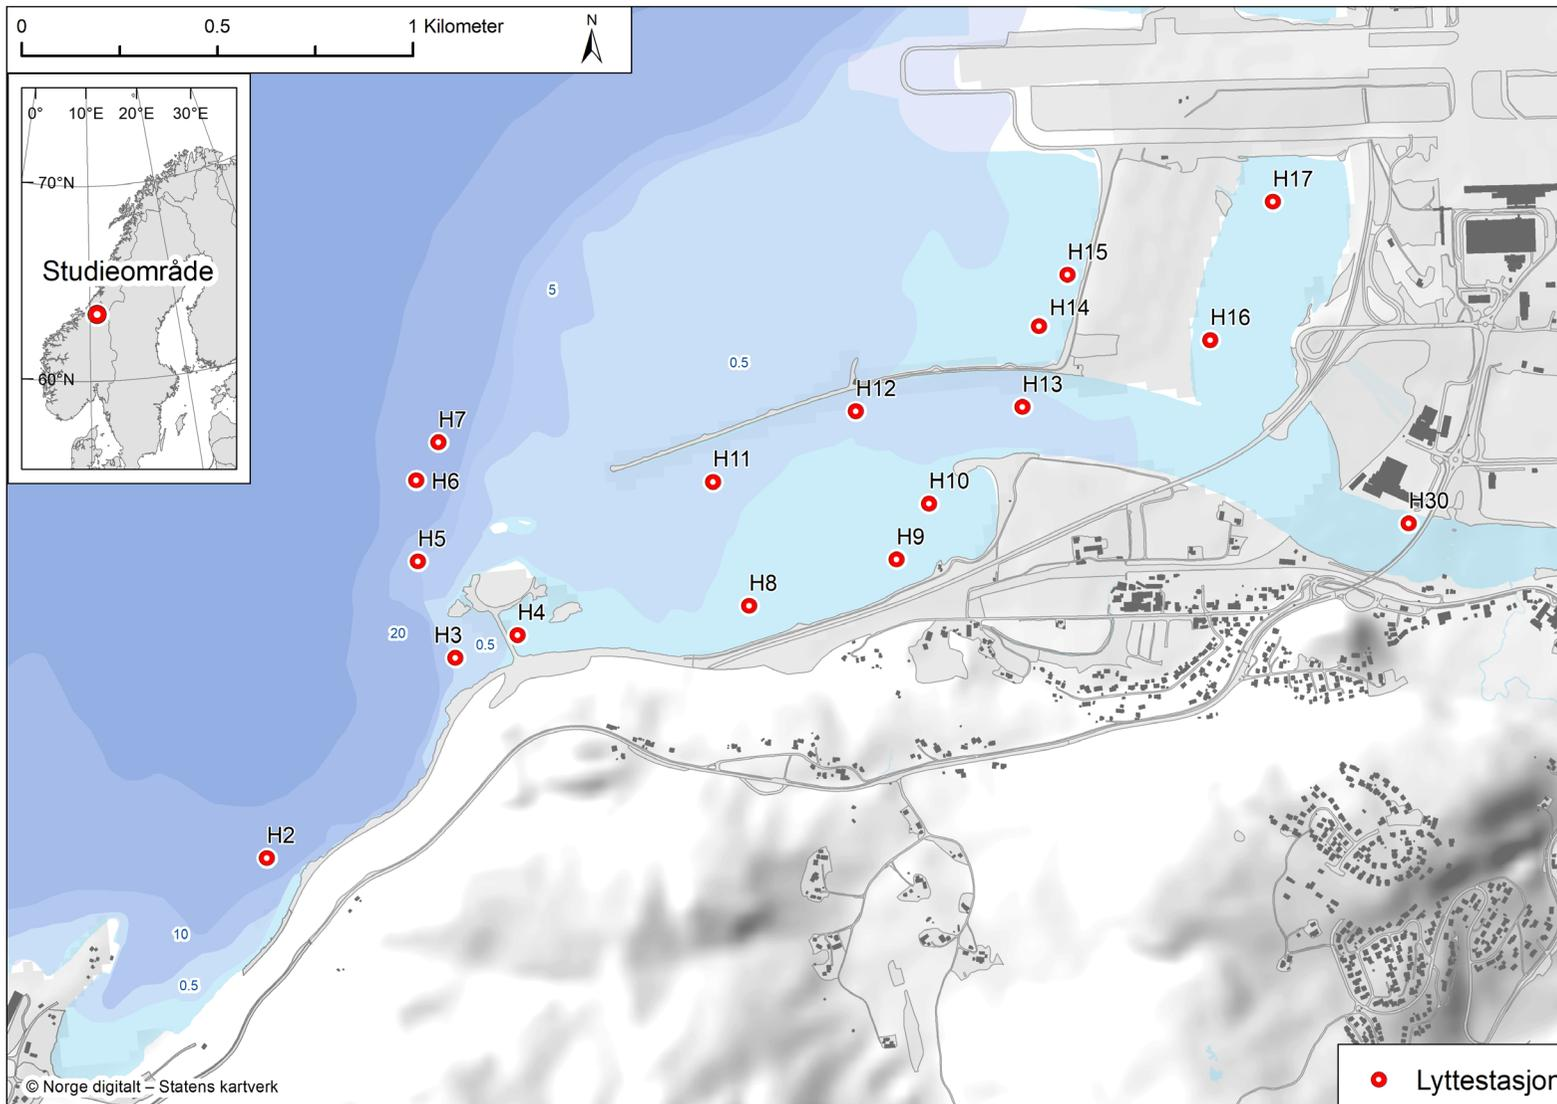 0 0.5 1 Kilometer
N
0° 10°E 20°E 30°E
70°N
Studieområde
60°N
H17
H15
5
H14
H16
0.5
H12
H13
H7
H11
H6
H10
H30
H5
H9
H8
H4
20
H3
0.5
H2
10
0.5
© Norge digitalt – Statens kartverk
Lyttestasjon